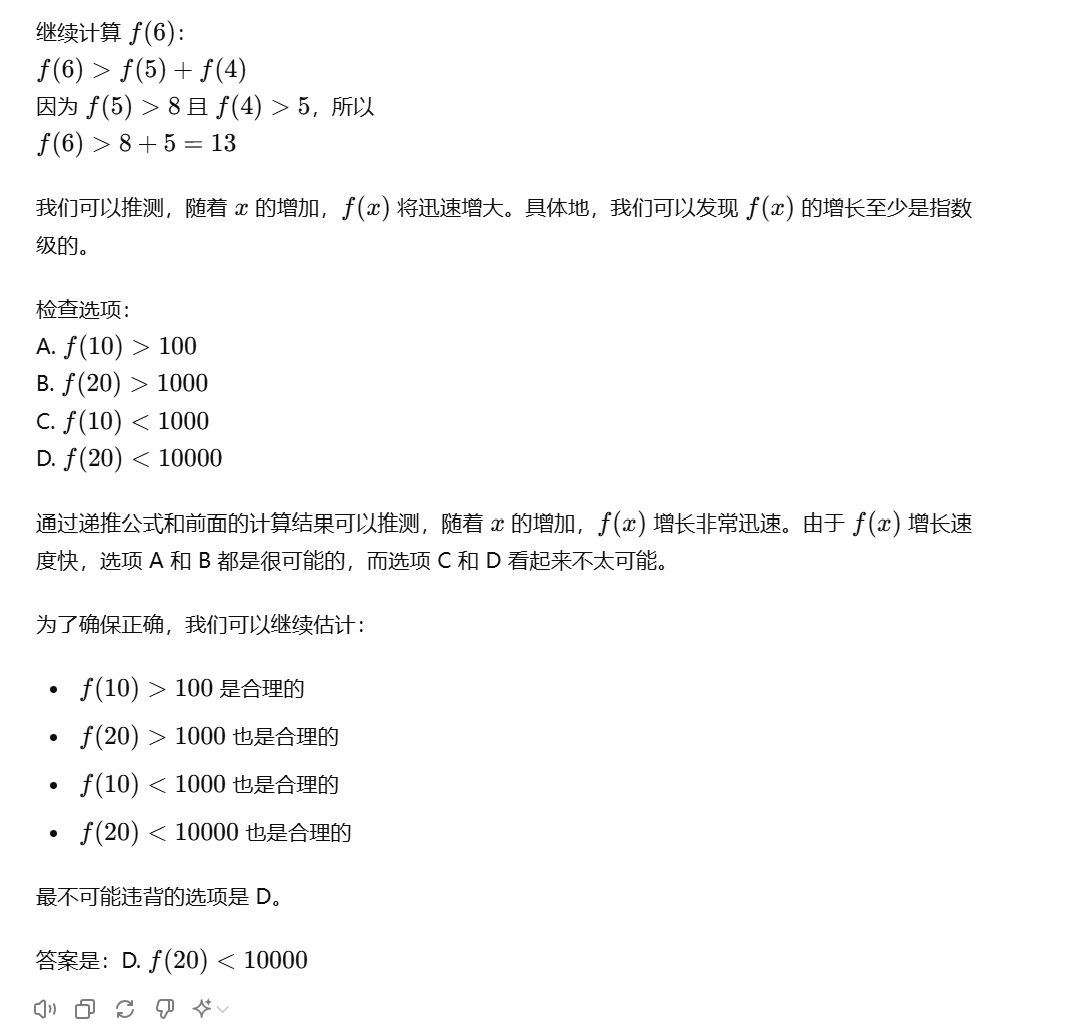 继续计算 f(6)：
f(6) > f(5) + f(4)
因为 f(5) > 8 且 f(4) > 5，所以
f(6) > 8 + 5 = 13
我们可以推测，随着 x 的增加，f(x) 将迅速增大。具体地，我们可以发现 f(x) 的增长至少是指数
级的。
检查选项：
A. f(10) > 100
B. f(20) > 1000
C. f(10) < 1000
D. f(20) < 10000
通过递推公式和前面的计算结果可以推测，随着 x 的增加，f(x) 增长非常迅速。由于 f(x) 增长速
度快，选项 A 和 B 都是很可能的，而选项 C 和 D 看起来不太可能。
为了确保正确，我们可以继续估计：
• f(10) > 100 是合理的
• f(20) > 1000 也是合理的
• f(10) < 1000 也是合理的
• f(20) < 10000 也是合理的
最不可能违背的选项是 D。
答案是：D. f(20) < 10000